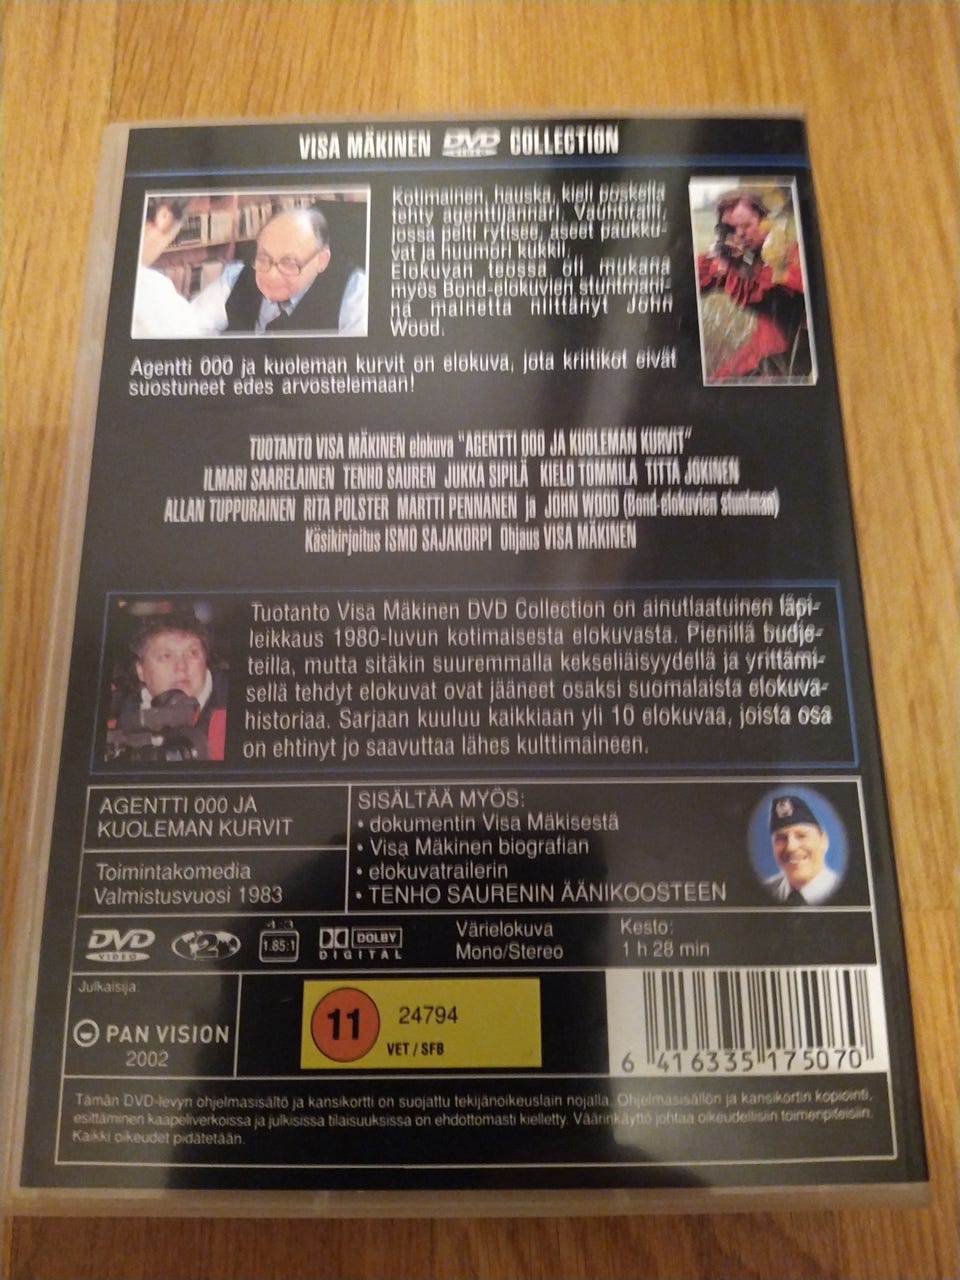 VISA MÄKINEN DVD VIDEO COLLECTION
Kotimainen, hauska, kieli poskella
tehty agenttijännäri. Vauhtiralli,
jossa pelti rytisee, aseet paukku-
vat ja huumori kukkii.
Elokuvan teossa oli mukana
myös Bond-elokuvien stuntmani-
na mainetta niittänyt John
Wood.
Agentti 000 ja kuoleman kurvit on elokuva, jota kriitikot eivät
suostuneet edes arvostelemaan!
TUOTANTO VISA MÄKINEN elokuva "AGENTTI 000 JA KUOLEMAN KURVIT"
ILMARI SAARELAINEN TENHO SAUREN JUKKA SIPILÄ KIELO TOMMILA TITTA JOKINEN
ALLAN TUPPURAINEN RITA POLSTER MARTTI PENNANEN ja JOHN WOOD (Bond-elokuvien stuntman)
Käsikirjoitus ISMO SAJAKORPI Ohjaus VISA MÄKINEN
Tuotanto Visa Mäkinen DVD Collection on ainutlaatuinen läpi-
leikkaus 1980-luvun kotimaisesta elokuvasta. Pienillä budje-
teilla, mutta sitäkin suuremmalla kekseliäisyydellä ja yrittämi-
sellä tehdyt elokuvat ovat jääneet osaksi suomalaista elokuva-
historiaa. Sarjaan kuuluu kaikkiaan yli 10 elokuvaa, joista osa
on ehtinyt jo saavuttaa lähes kulttimaineen.
AGENTTI 000 JA
KUOLEMAN KURVIT
Toimintakomedia
Valmistusvuosi 1983
SISÄLTÄÄ MYÖS:
• dokumentin Visa Mäkisestä
• Visa Mäkinen biografian
• elokuvatrailerin
• TENHO SAURENIN ÄÄNIKOOSTEEN
DVD VIDEO
2
4:3
1.85:1
DOLBY DIGITAL
Värielokuva
Mono/Stereo
Kesto:
1 h 28 min
Julkaisija:
PAN VISION
2002
11
24794
VET / SFB
6 416335 175070
Tämän DVD-levyn ohjelmasisältö ja kansikortti on suojattu tekijänoikeuslain nojalla. Ohjelmasisällön ja kansikortin kopiointi,
esittäminen kaapeliverkoissa ja julkisissa tilaisuuksissa on ehdottomasti kielletty. Väärinkäyttö johtaa oikeudellisiin toimenpiteisiin.
Kaikki oikeudet pidätetään.